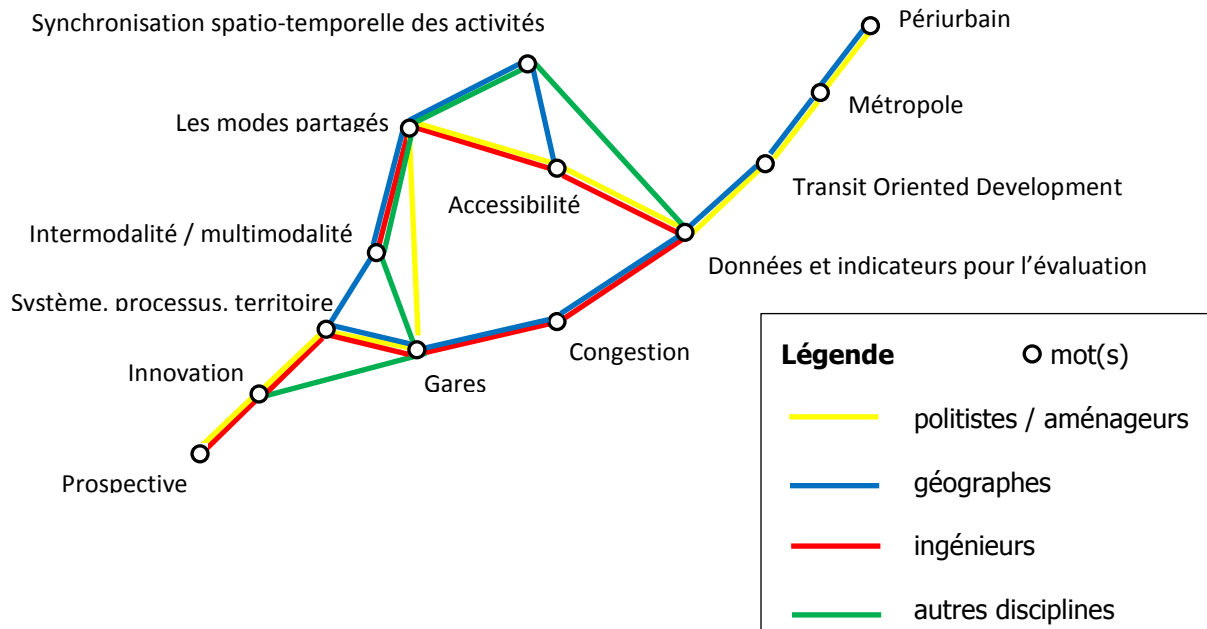 Synchronisation spatio-temporelle des activités
Périurbain
Métropole
Les modes partagés
Transit Oriented Development
Accessibilité
Intermodalité / multimodalité
Données et indicateurs pour l’évaluation
Système, processus, territoire
Congestion
Innovation
Gares
Prospective
Légende
mot(s)
politistes / aménageurs
géographes
ingénieurs
autres disciplines